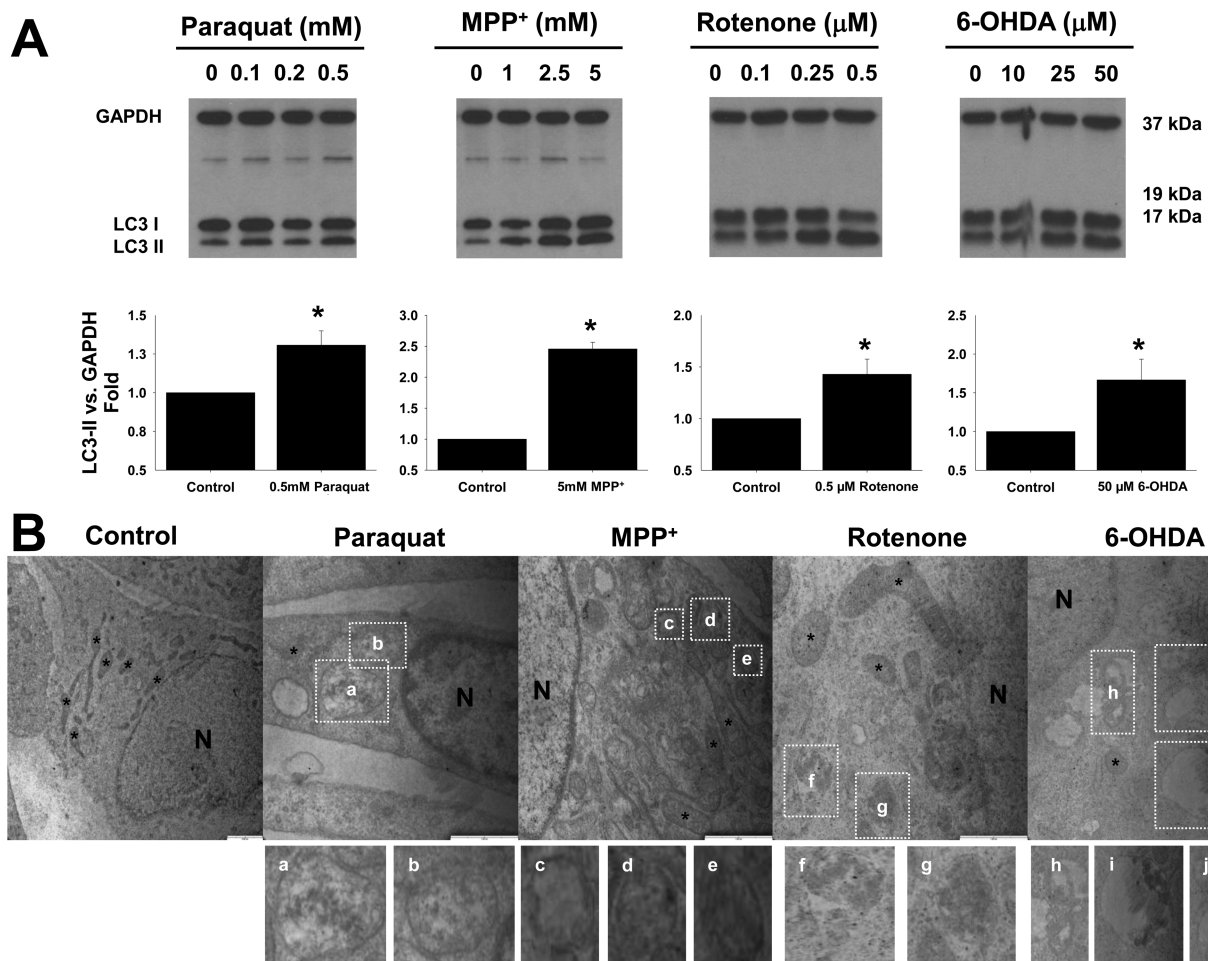 A
Paraquat (mM)
MPP⁺ (mM)
Rotenone (µM)
6-OHDA (µM)
0 0.1 0.2 0.5
0 1 2.5 5
0 0.1 0.25 0.5
0 10 25 50
GAPDH
37 kDa
19 kDa
LC3 I
17 kDa
LC3 II
LC3-II vs. GAPDH
Fold
1.5
1.3
1.0
0.8
0.5
Control
0.5mM Paraquat
*
3.0
2.5
2.0
1.5
1.0
0.5
Control
5mM MPP⁺
*
2.0
1.5
1.0
0.5
Control
0.5 µM Rotenone
*
2.5
2.0
1.5
1.0
0.5
Control
50 µM 6-OHDA
*
B
Control
Paraquat
MPP⁺
Rotenone
6-OHDA
* * * * * *
N
*
b
a
N
c d
e
N
* * *
* * *
N
f
g
N
h
*
a b c d e f g h i j